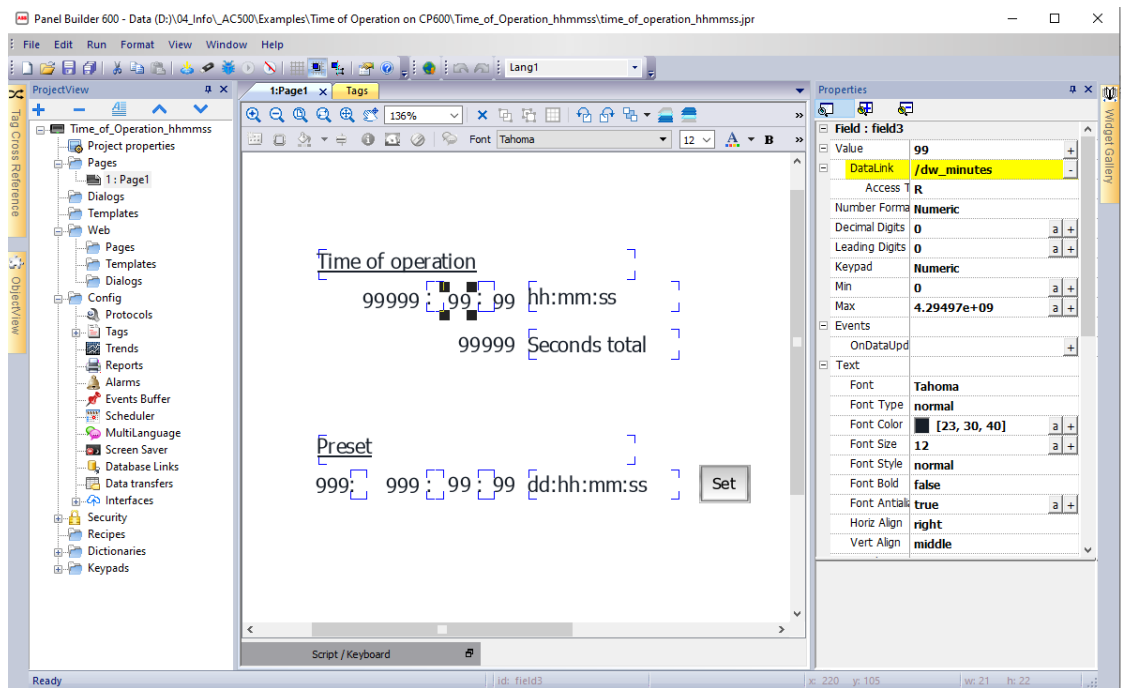 Panel Builder 600 - Data (D:)\04_Info\_AC500\Examples\Time of Operation on CP600\Time_of_Operation_hhmmss\time_of_operation_hhmmss.jpr
File Edit Run Format View Window Help
Lang1
ProjectView
Time_of_Operation_hhmmss
Project properties
Pages
1 : Page1
Dialogs
Templates
Web
Pages
Templates
Dialogs
Config
Protocols
Tags
Trends
Reports
Alarms
Events Buffer
Scheduler
MultiLanguage
Screen Saver
Database Links
Data transfers
Interfaces
Security
Recipes
Dictionaries
Keypads
Tag Cross Reference
ObjectView
1:Page1 x Tags
136%
Font Tahoma 12 A B
Time of operation
99999 : 99 : 99 hh:mm:ss
99999 Seconds total
Preset
999: 999 : 99 : 99 dd:hh:mm:ss Set
Script / Keyboard
Properties
Field : field3
Value 99 +
DataLink /dw_minutes -
Access T R
Number Forma Numeric
Decimal Digits 0 a +
Leading Digits 0 a +
Keypad Numeric
Min 0 a +
Max 4.29497e+09 a +
Events
OnDataUpd +
Text
Font Tahoma
Font Type normal
Font Color [23, 30, 40] a +
Font Size 12 a +
Font Style normal
Font Bold false
Font Antiali true a +
Horiz Align right
Vert Align middle
Widget Gallery
Ready id: field3 x: 220 y: 105 w: 21 h: 22